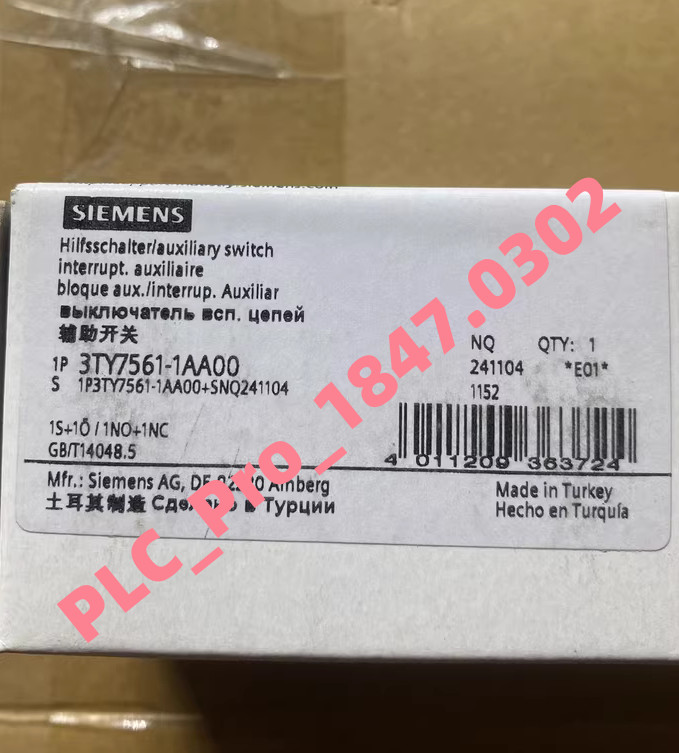 SIEMENS
Hilfsschalter/auxiliary switch
interrupt. auxiliaire
bloque aux./interrup. Auxiliar
выключатель всп. цепей
辅助开关
1P 3TY7561-1AA00
S 1P3TY7561-1AA00+SNQ241104
NQ QTY: 1
241104 *E01*
1152
1S+1Ö / 1NO+1NC
GB/T14048.5
4 011209 363724
Mfr.: Siemens AG, DE Amberg
土耳其制造 Сделано в Турции
Made in Turkey
Hecho en Turquía
PLC_Pro_1847.0302